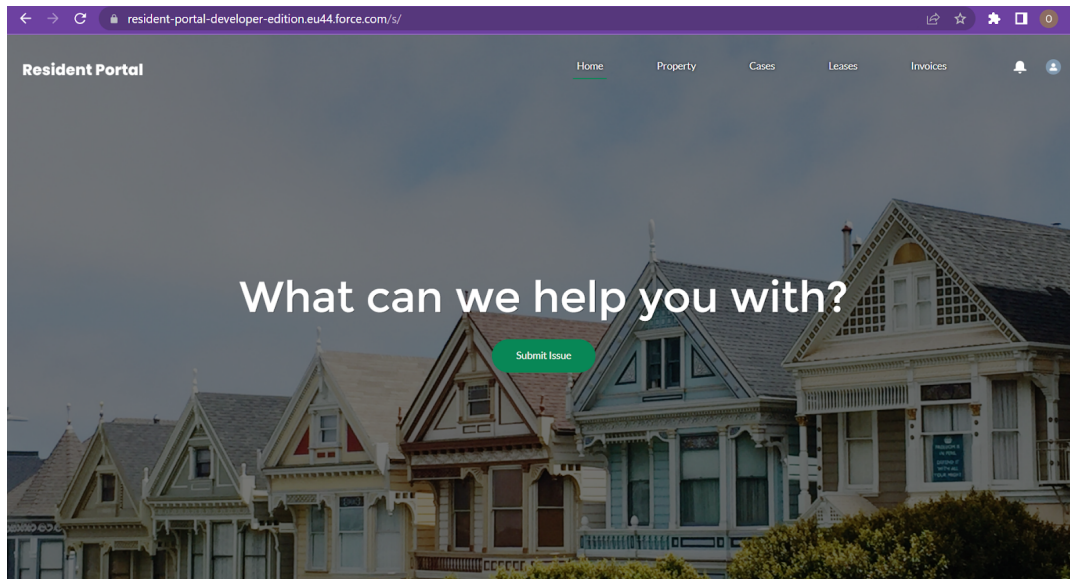 resident-portal-developer-edition.eu44.force.com/s/
O
Resident Portal
Home Property Cases Leases Invoices
What can we help you with?
Submit Issue